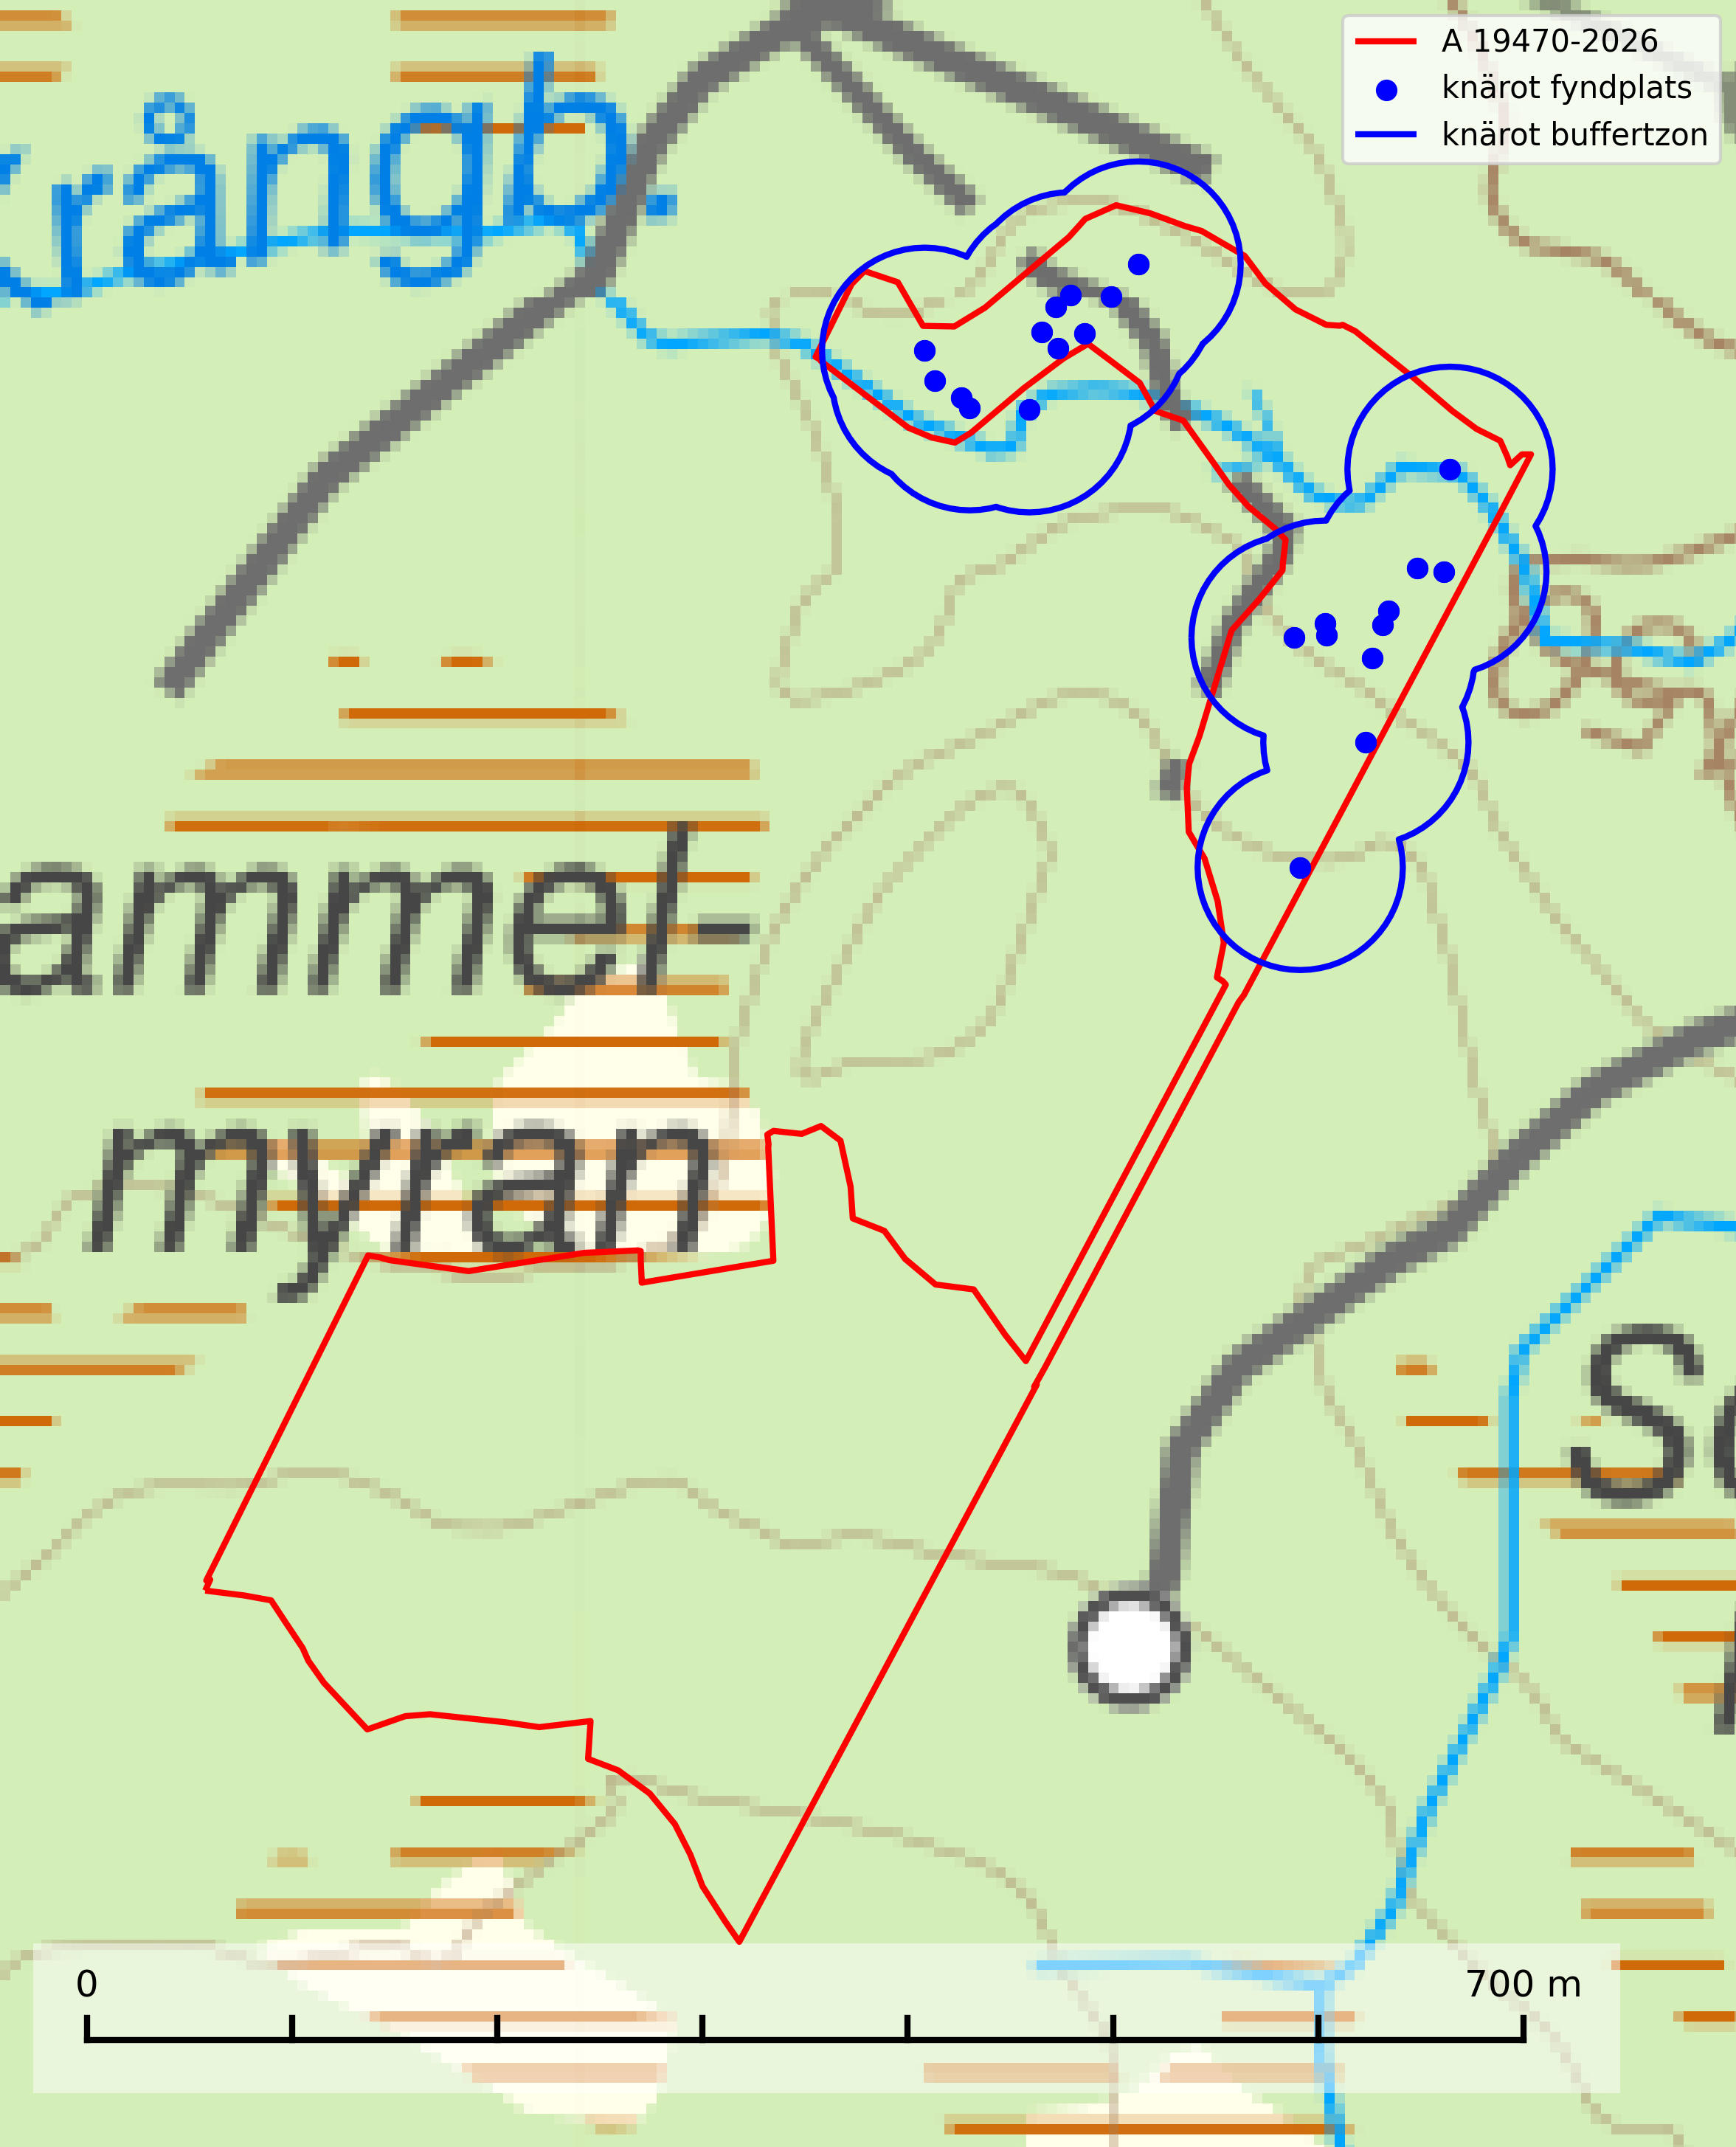 A 19470-2026
knärot fyndplats
knärot buffertzon
rångb.
ammel-
myran
0 700 m